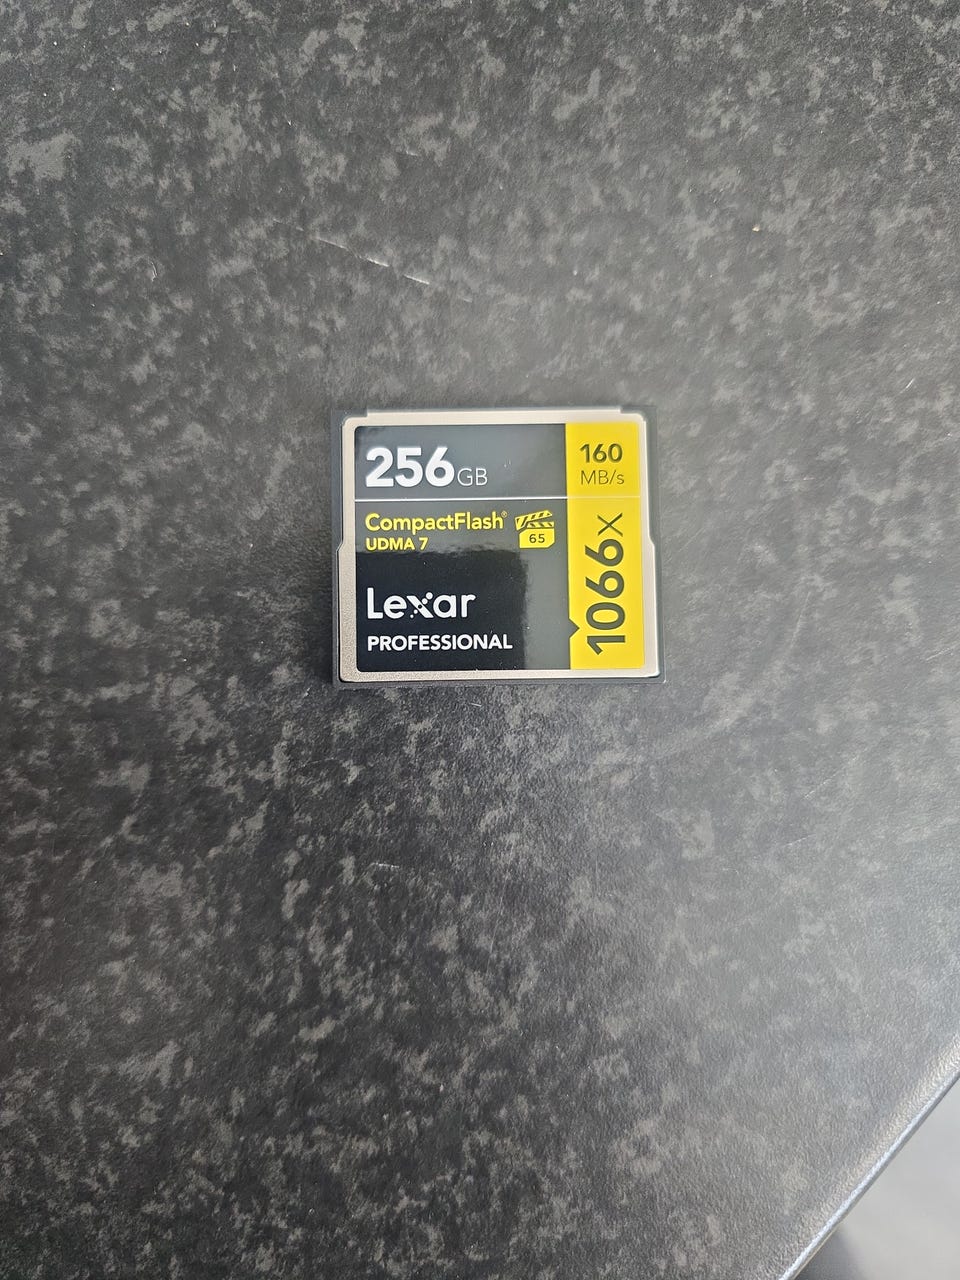 256GB
160
MB/s
CompactFlash®
65
UDMA 7
1066x
Lexar
PROFESSIONAL